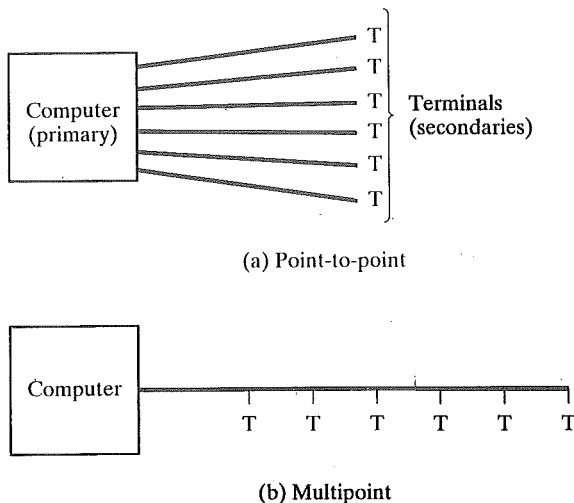 T
T
Computer
(primary)
T
T
T
T
Terminals
(secondaries)
(a) Point-to-point
Computer
T T T T T T
(b) Multipoint